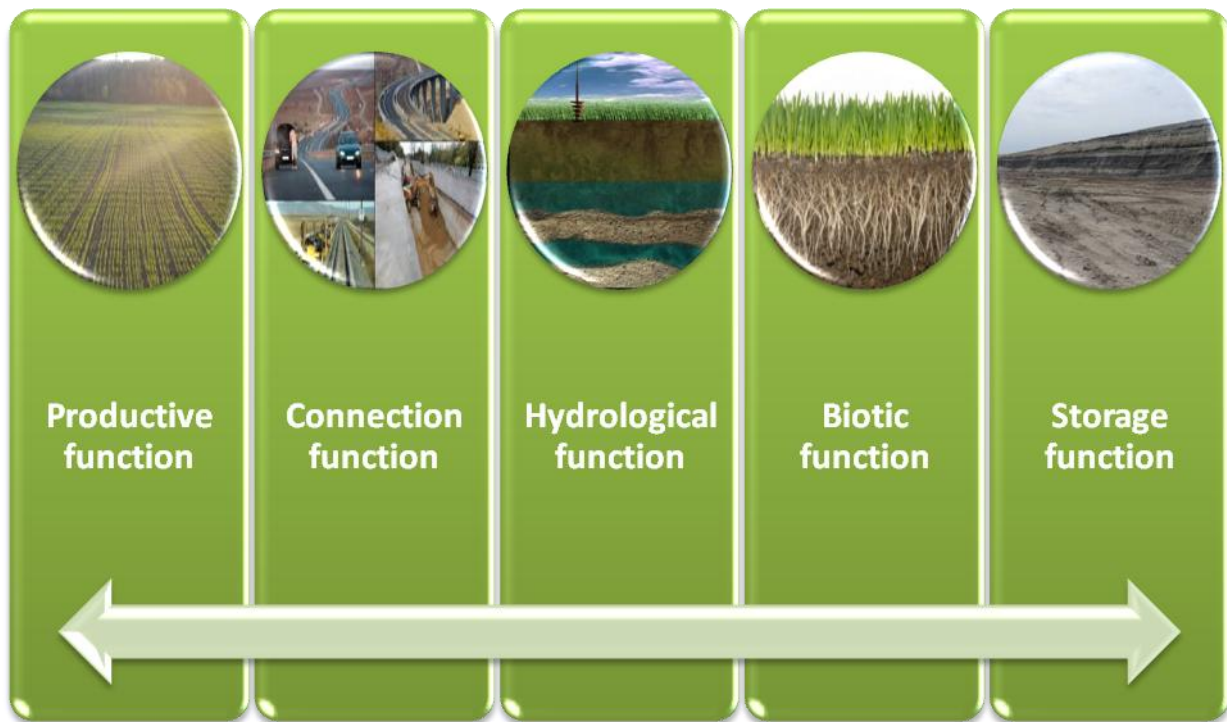 Productive
function
Connection
function
Hydrological
function
Biotic
function
Storage
function